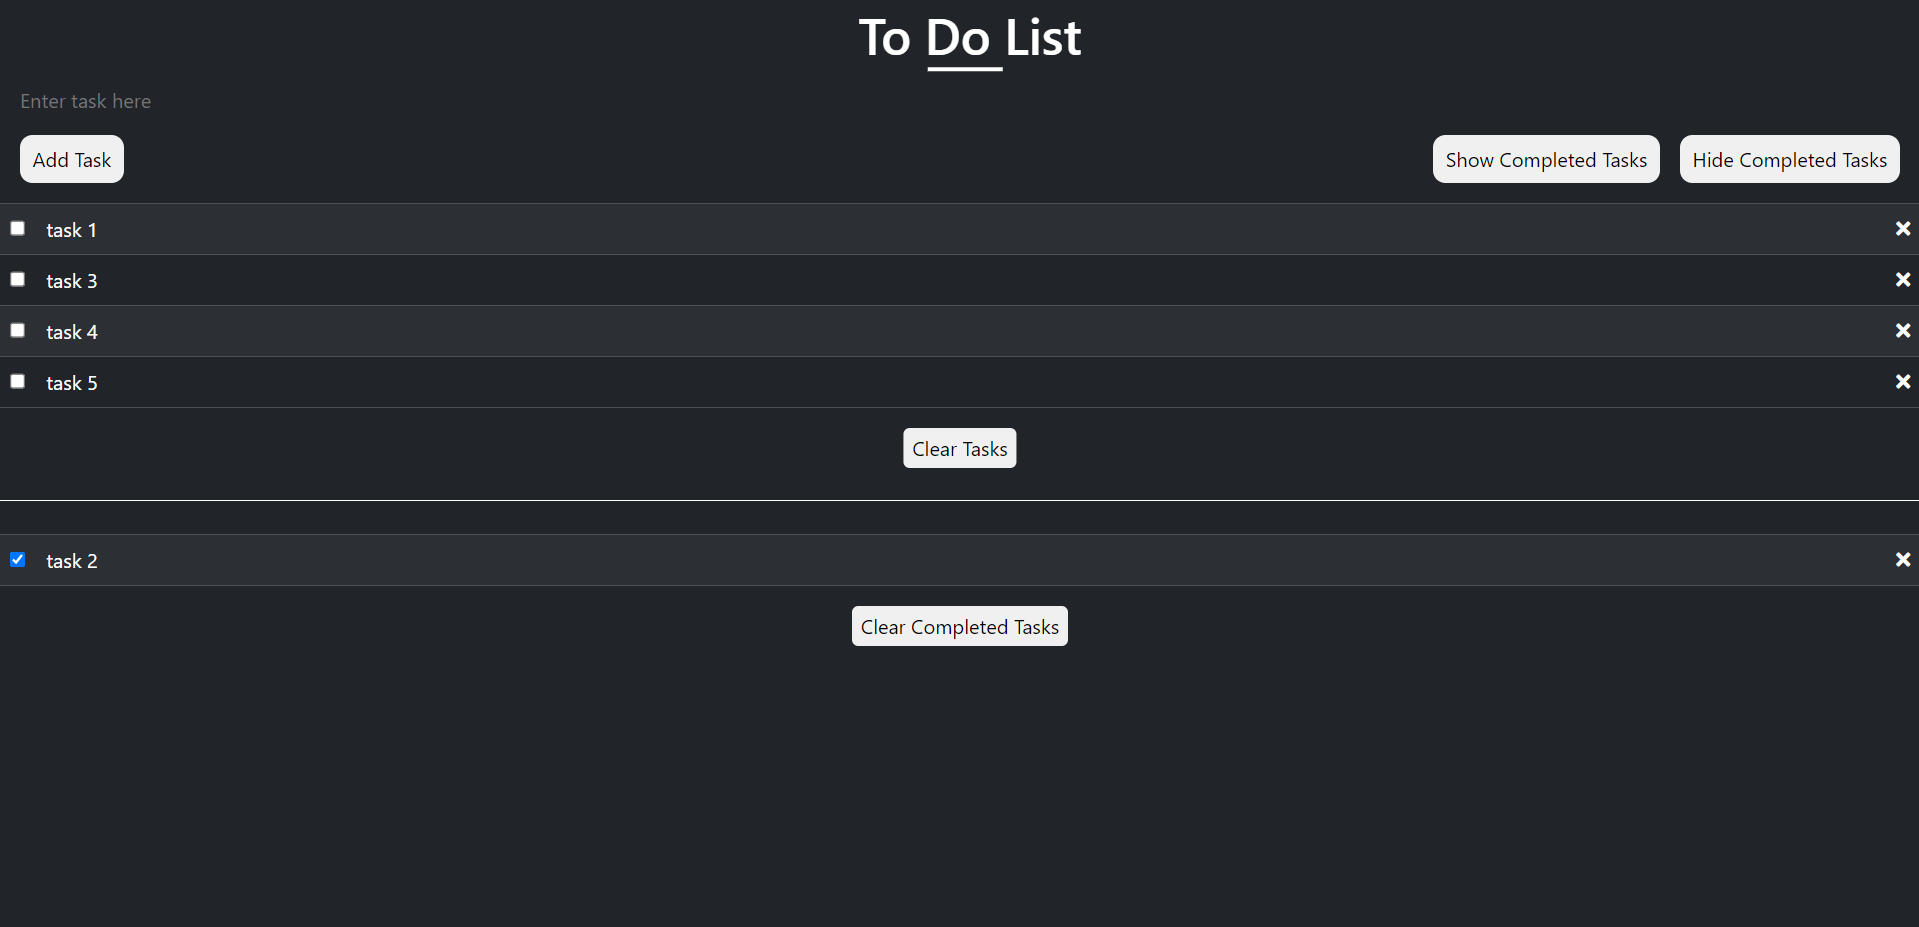 To Do List
Enter task here
Add Task
Show Completed Tasks
Hide Completed Tasks
task 1
task 3
task 4
task 5
Clear Tasks
task 2
Clear Completed Tasks